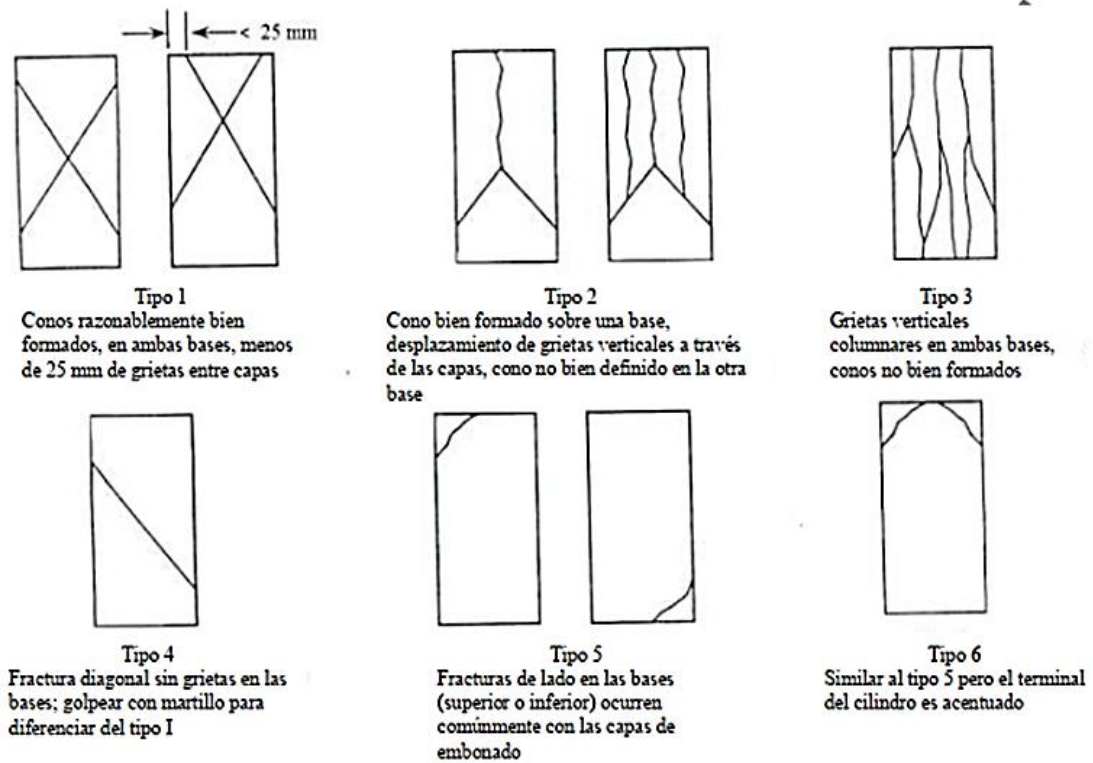 < 25 mm
Tipo 1
Conos razonablemente bien
formados, en ambas bases, menos
de 25 mm de grietas entre capas
Tipo 2
Cono bien formado sobre una base,
desplazamiento de grietas verticales a través
de las capas, cono no bien definido en la otra
base
Tipo 3
Grietas verticales
columnares en ambas bases,
conos no bien formados
Tipo 4
Fractura diagonal sin grietas en las
bases; golpear con martillo para
diferenciar del tipo I
Tipo 5
Fracturas de lado en las bases
(superior o inferior) ocurren
comúnmente con las capas de
embonado
Tipo 6
Similar al tipo 5 pero el terminal
del cilindro es acentuado